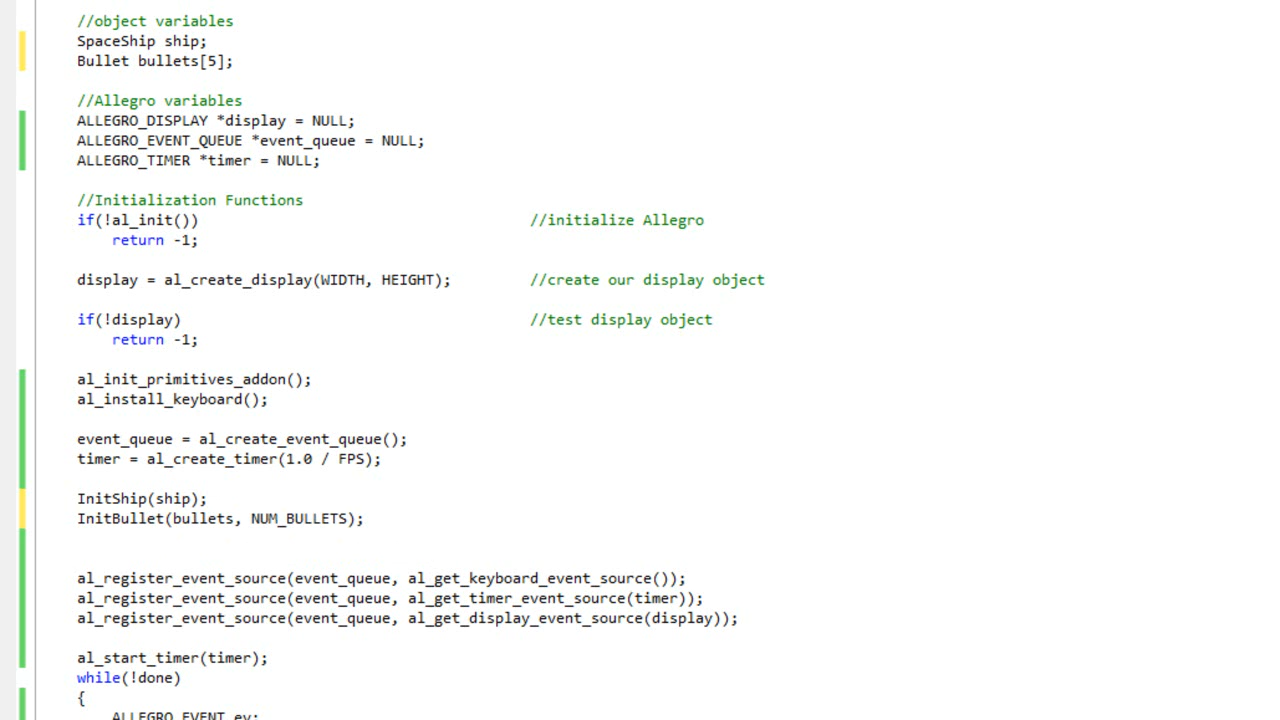 //object variables
SpaceShip ship;
Bullet bullets[5];
//Allegro variables
ALLEGRO_DISPLAY *display = NULL;
ALLEGRO_EVENT_QUEUE *event_queue = NULL;
ALLEGRO_TIMER *timer = NULL;
//Initialization Functions
if(!al_init()) //initialize Allegro
return -1;
display = al_create_display(WIDTH, HEIGHT); //create our display object
if(!display) //test display object
return -1;
al_init_primitives_addon();
al_install_keyboard();
event_queue = al_create_event_queue();
timer = al_create_timer(1.0 / FPS);
InitShip(ship);
InitBullet(bullets, NUM_BULLETS);
al_register_event_source(event_queue, al_get_keyboard_event_source());
al_register_event_source(event_queue, al_get_timer_event_source(timer));
al_register_event_source(event_queue, al_get_display_event_source(display));
al_start_timer(timer);
while(!done)
{
ALLEGRO_EVENT ev;